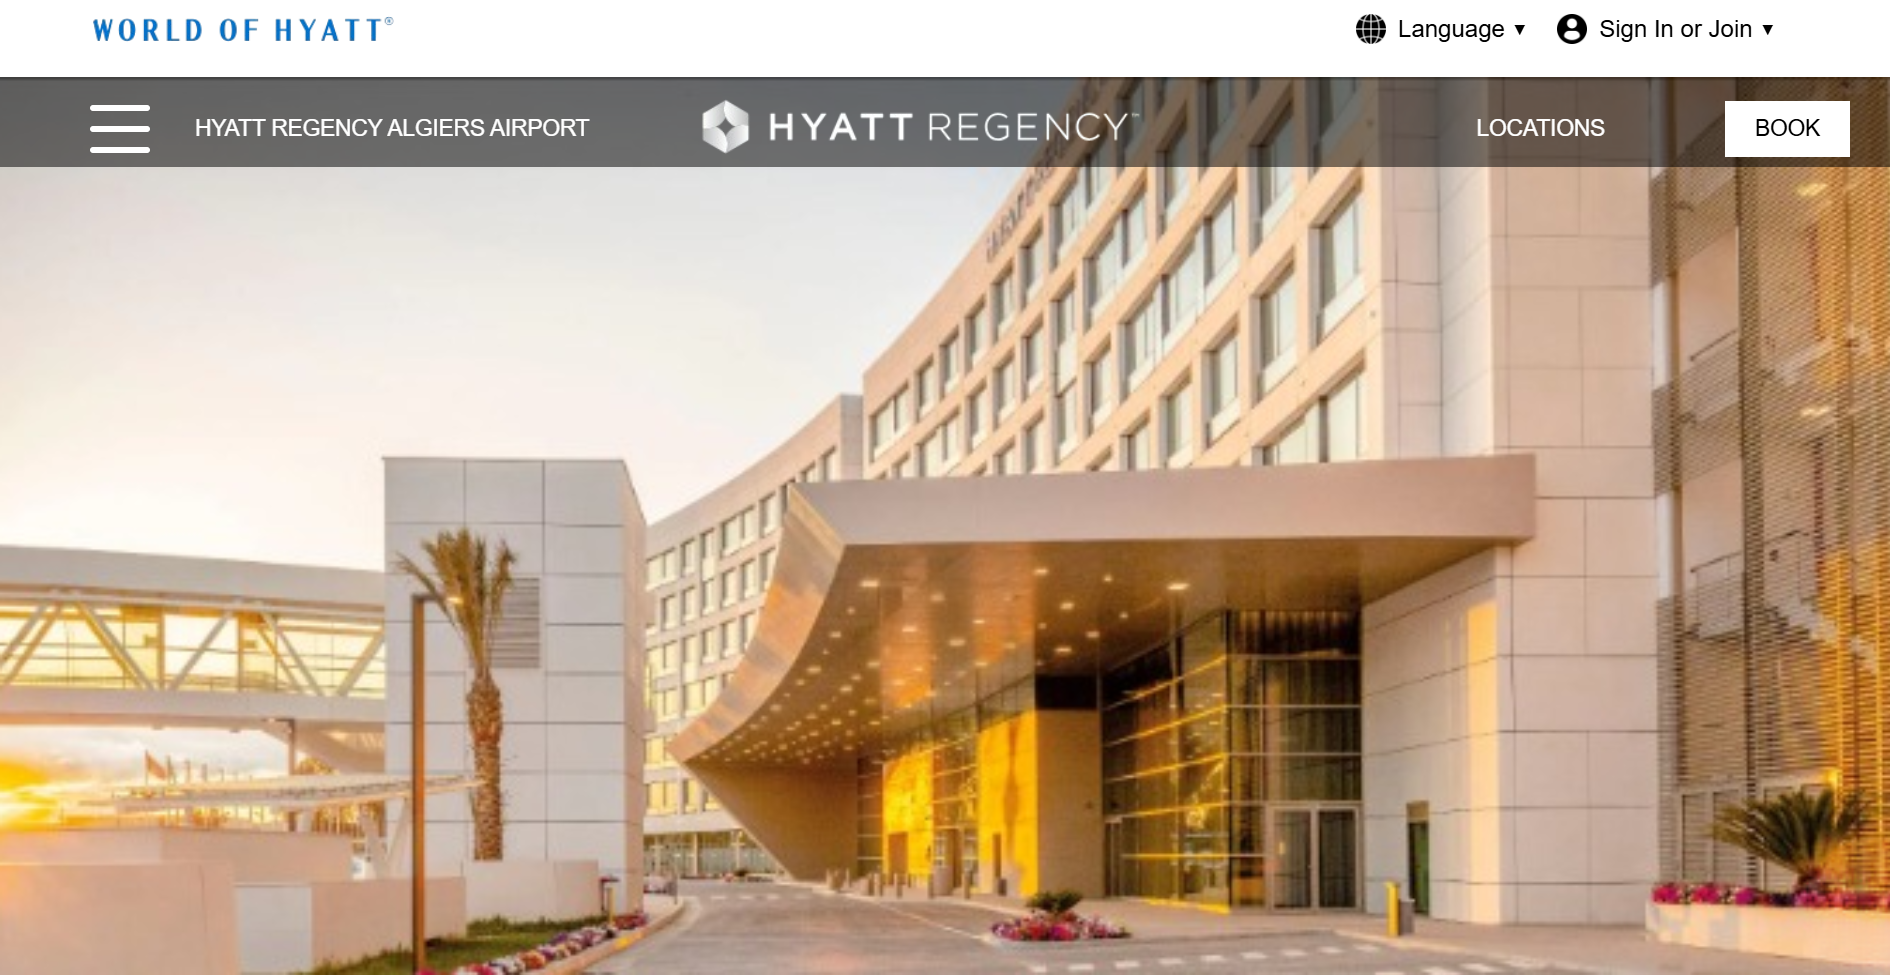 WORLD OF HYATT®
Language ▼
Sign In or Join ▼
HYATT REGENCY ALGIERS AIRPORT
HYATT REGENCY™
LOCATIONS
BOOK